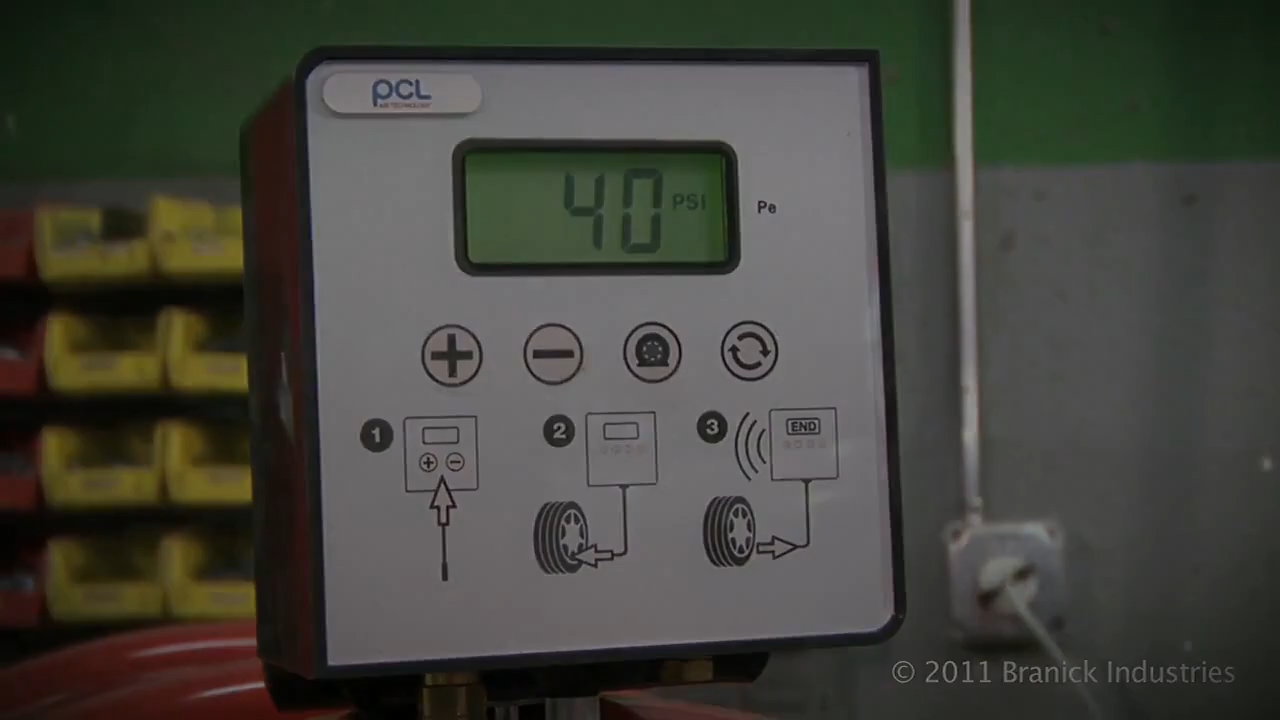 PCL
AIR TECHNOLOGY
40 PSI
Pe
1
2
3
END
© 2011 Branick Industries